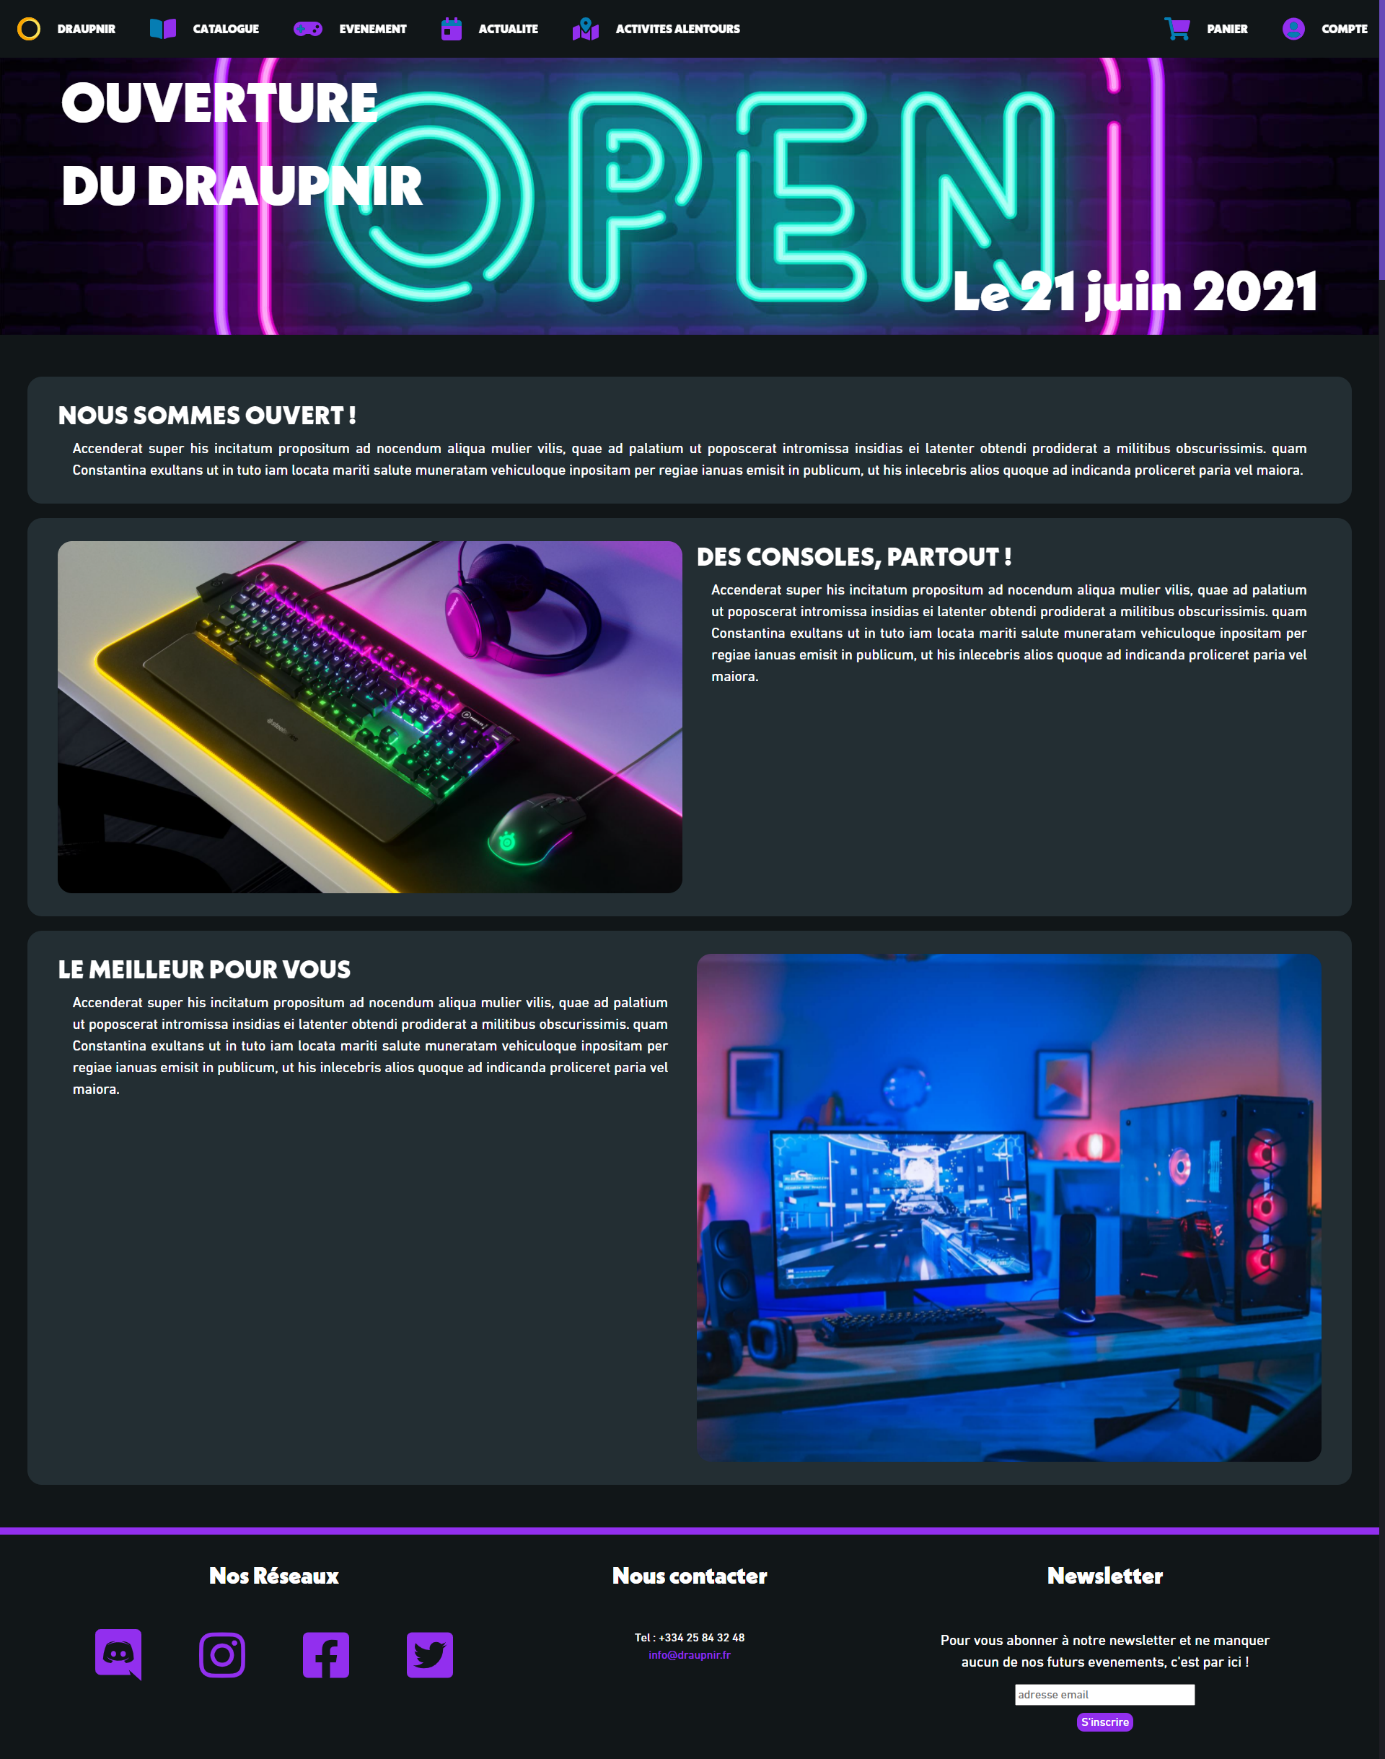 DRAUPNIR CATALOGUE EVENEMENT ACTUALITE ACTIVITES ALENTOURS PANIER COMPTE
OPEN
OUVERTURE
DU DRAUPNIR
Le 21 juin 2021
NOUS SOMMES OUVERT !
Accenderat super his incitatum propositum ad nocendum aliqua mulier vilis, quae ad palatium ut poposcerat intromissa insidias ei latenter obtendi prodiderat a militibus obscurissimis. quam
Constantina exultans ut in tuto iam locata mariti salute muneratam vehiculoque inpositam per regiae ianuas emisit in publicum, ut his inlecebris alios quoque ad indicanda proliceret paria vel maiora.
DES CONSOLES, PARTOUT !
Accenderat super his incitatum propositum ad nocendum aliqua mulier vilis, quae ad palatium
ut poposcerat intromissa insidias ei latenter obtendi prodiderat a militibus obscurissimis. quam
Constantina exultans ut in tuto iam locata mariti salute muneratam vehiculoque inpositam per
regiae ianuas emisit in publicum, ut his inlecebris alios quoque ad indicanda proliceret paria vel
maiora.
LE MEILLEUR POUR VOUS
Accenderat super his incitatum propositum ad nocendum aliqua mulier vilis, quae ad palatium
ut poposcerat intromissa insidias ei latenter obtendi prodiderat a militibus obscurissimis. quam
Constantina exultans ut in tuto iam locata mariti salute muneratam vehiculoque inpositam per
regiae ianuas emisit in publicum, ut his inlecebris alios quoque ad indicanda proliceret paria vel
maiora.
Nos Réseaux
Nous contacter
Tel : +334 25 84 32 48
info@draupnir.fr
Newsletter
Pour vous abonner à notre newsletter et ne manquer
aucun de nos futurs evenements, c'est par ici !
adresse email
S'inscrire